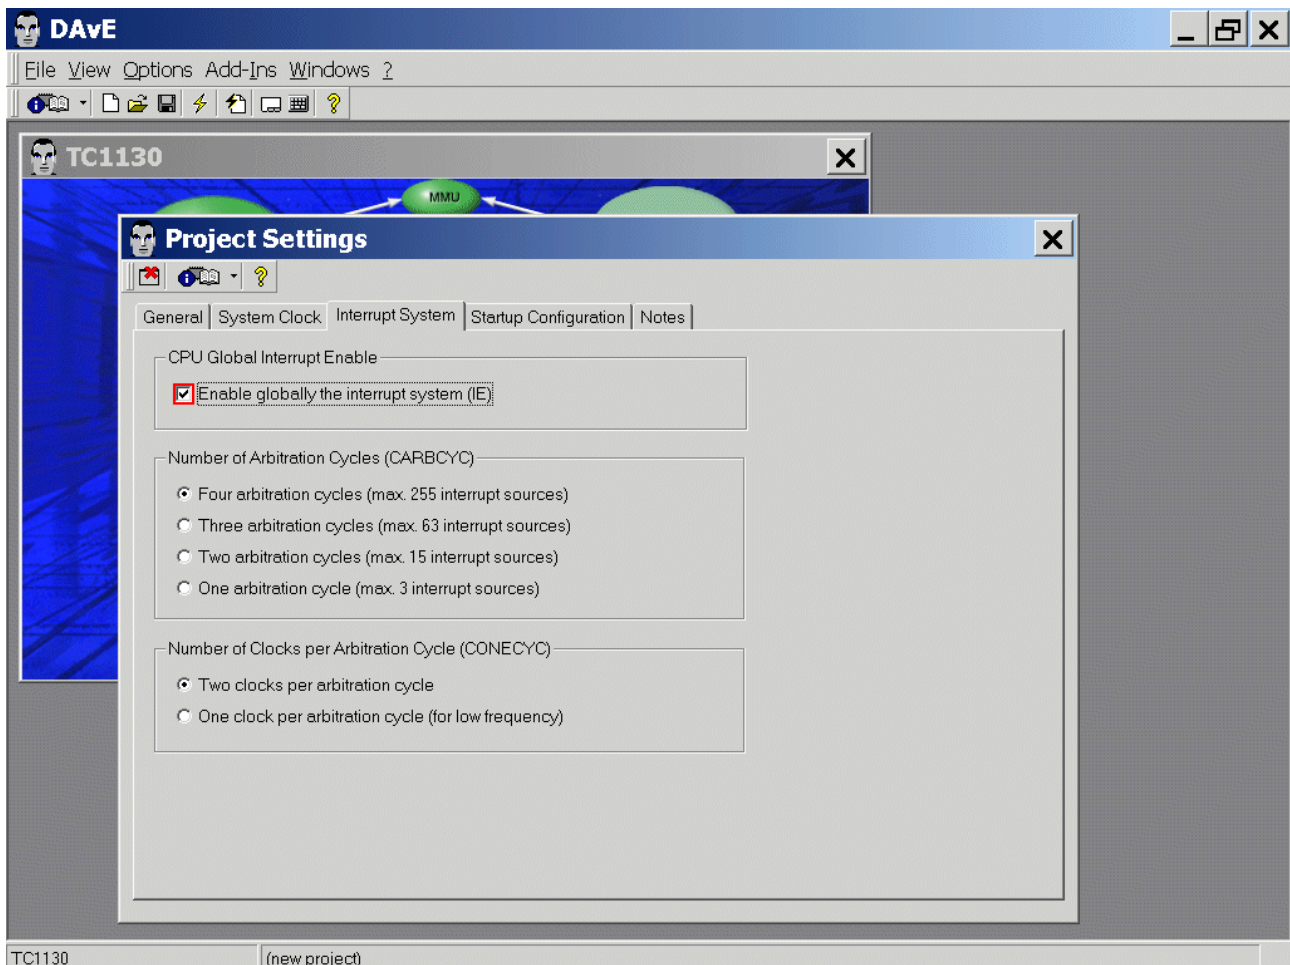 DAvE
File View Options Add-Ins Windows ?
TC1130
MMU
Project Settings
General System Clock Interrupt System Startup Configuration Notes
CPU Global Interrupt Enable
Enable globally the interrupt system (IE)
Number of Arbitration Cycles (CARBCYC)
Four arbitration cycles (max. 255 interrupt sources)
Three arbitration cycles (max. 63 interrupt sources)
Two arbitration cycles (max. 15 interrupt sources)
One arbitration cycle (max. 3 interrupt sources)
Number of Clocks per Arbitration Cycle (CONECYC)
Two clocks per arbitration cycle
One clock per arbitration cycle (for low frequency)
TC1130 (new project)